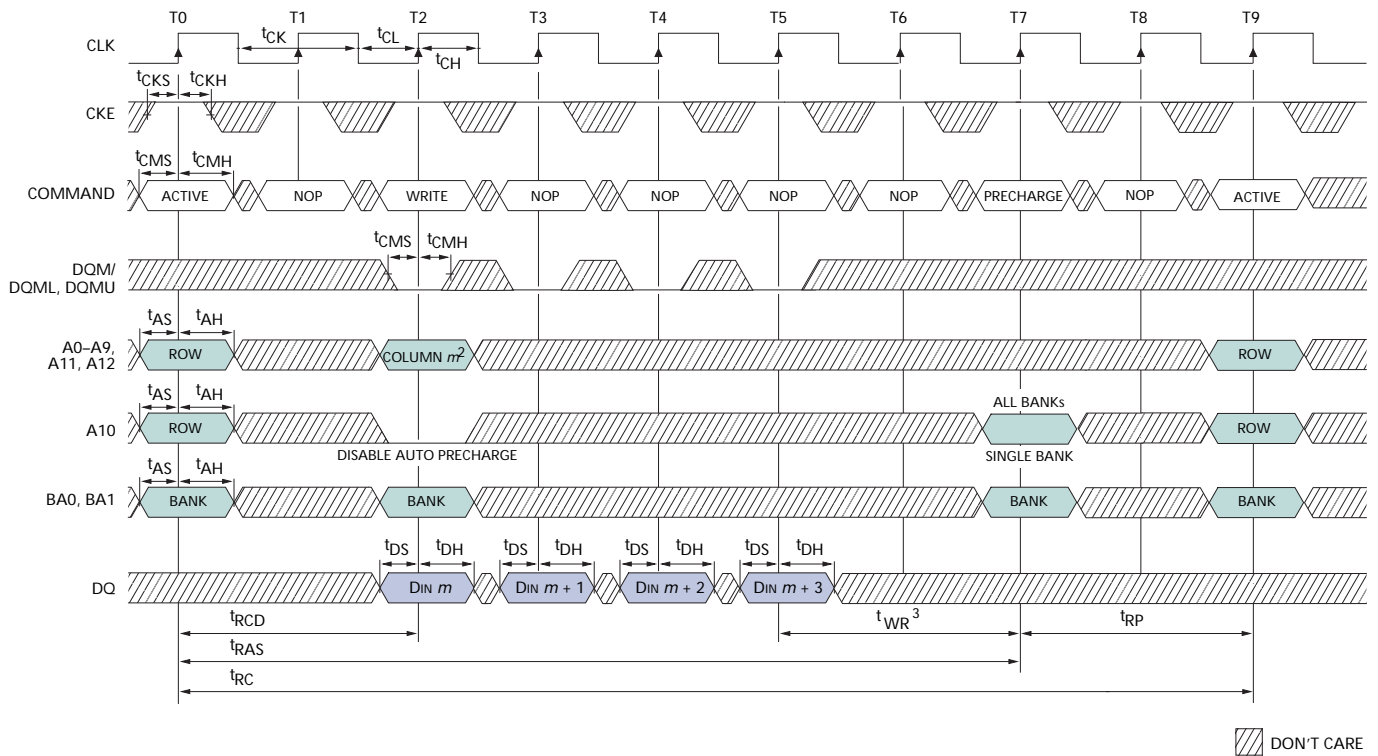 T0 T1 T2 T3 T4 T5 T6 T7 T8 T9
CLK tCK tCL tCH
tCKS tCKH
CKE
tCMS tCMH
COMMAND ACTIVE NOP WRITE NOP NOP NOP NOP PRECHARGE NOP ACTIVE
tCMS tCMH
DQM/
DQML, DQMU
tAS tAH
A0–A9,
A11, A12 ROW COLUMN m² ROW
tAS tAH ALL BANKs
A10 ROW ROW
DISABLE AUTO PRECHARGE SINGLE BANK
tAS tAH
BA0, BA1 BANK BANK BANK BANK
tDS tDH tDS tDH tDS tDH tDS tDH
DQ DIN m DIN m + 1 DIN m + 2 DIN m + 3
tRCD tWR³ tRP
tRAS
tRC
DON'T CARE